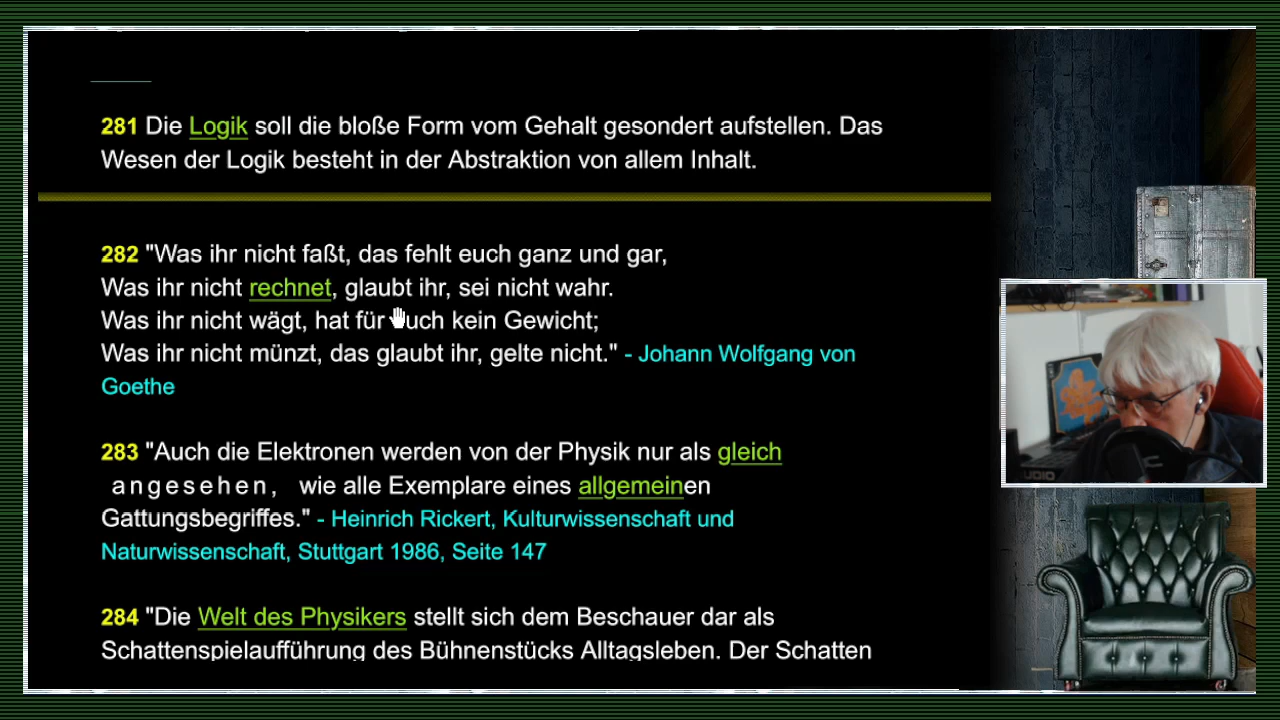 281 Die Logik soll die bloße Form vom Gehalt gesondert aufstellen. Das
Wesen der Logik besteht in der Abstraktion von allem Inhalt.
282 "Was ihr nicht faßt, das fehlt euch ganz und gar,
Was ihr nicht rechnet, glaubt ihr, sei nicht wahr.
Was ihr nicht wägt, hat für euch kein Gewicht;
Was ihr nicht münzt, das glaubt ihr, gelte nicht." - Johann Wolfgang von
Goethe
283 "Auch die Elektronen werden von der Physik nur als gleich
angesehen, wie alle Exemplare eines allgemeinen
Gattungsbegriffes." - Heinrich Rickert, Kulturwissenschaft und
Naturwissenschaft, Stuttgart 1986, Seite 147
284 "Die Welt des Physikers stellt sich dem Beschauer dar als
Schattenspielaufführung des Bühnenstücks Alltagsleben. Der Schatten